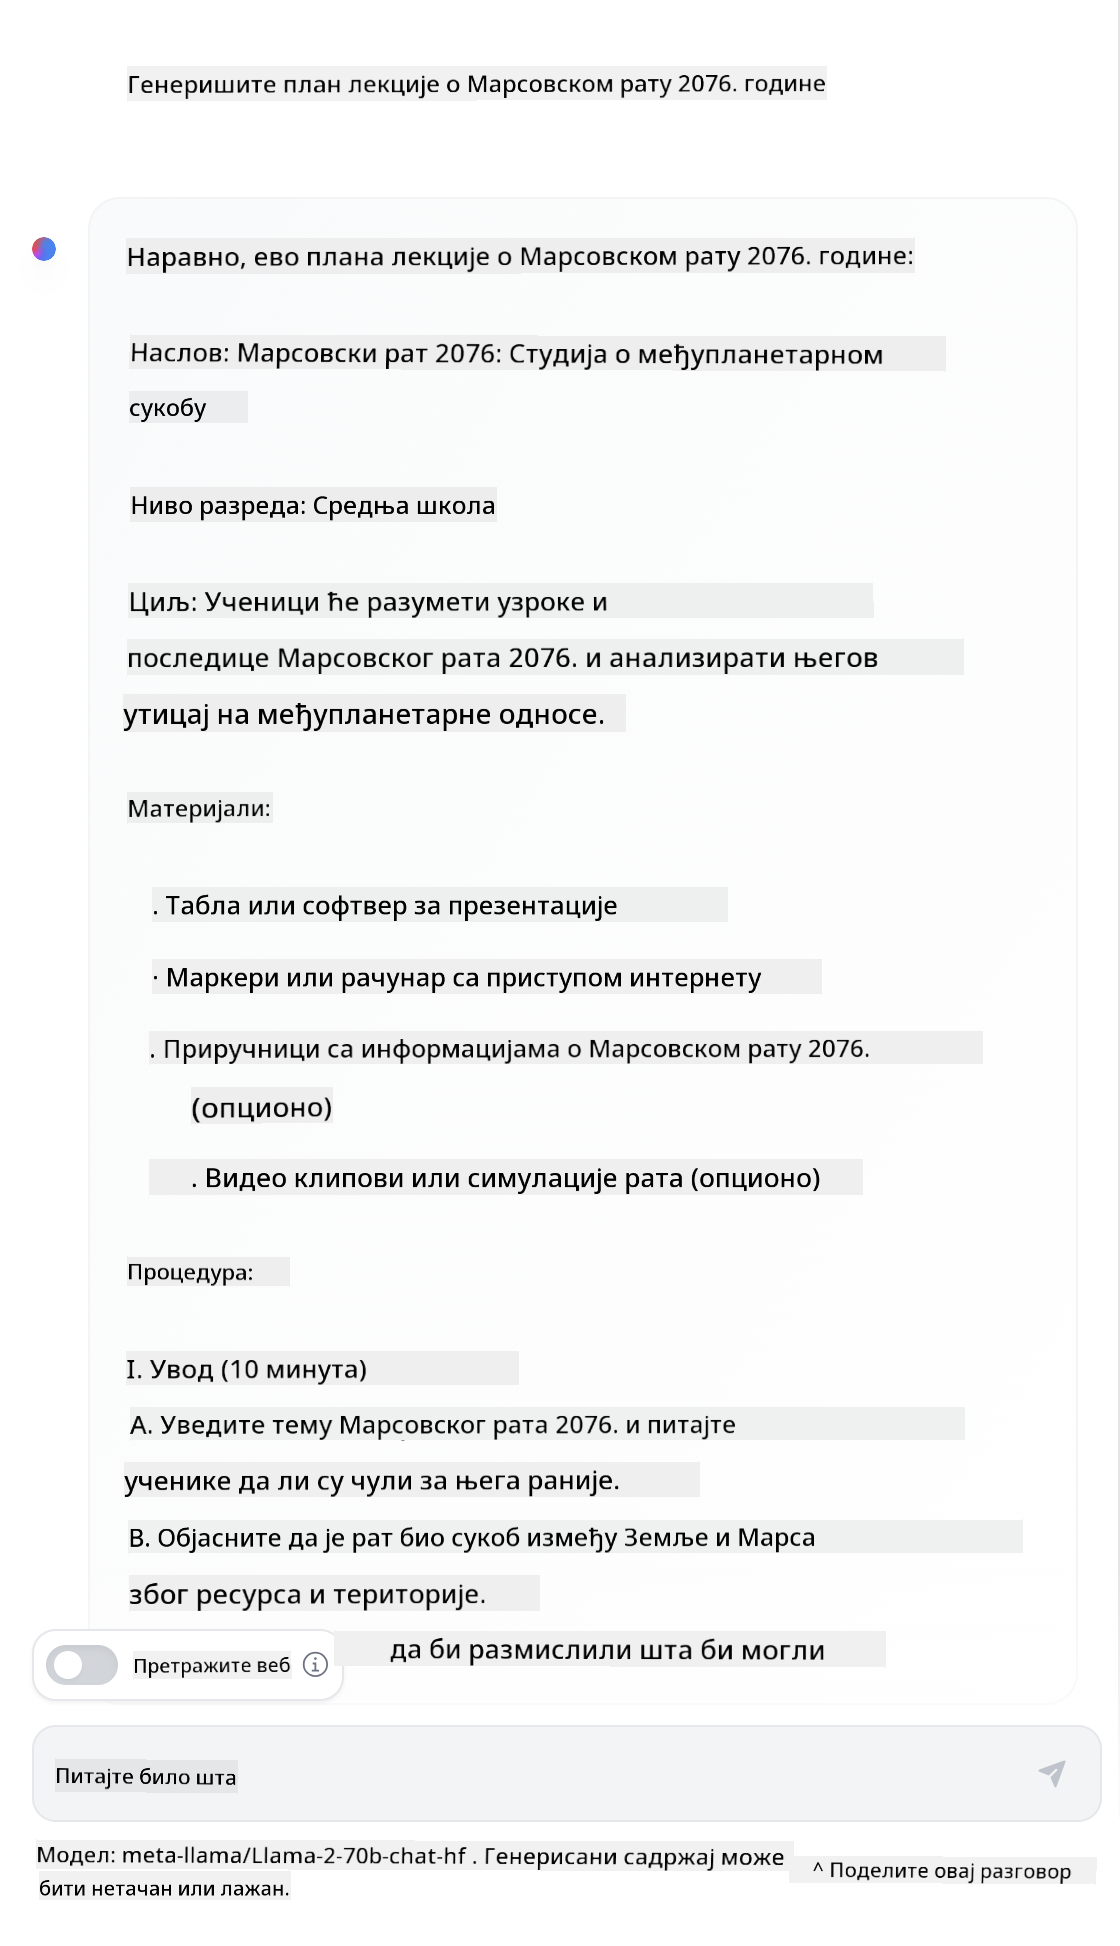 Генеришите план лекције о Марсовском рату 2076. године
Наравно, ево плана лекције о Марсовском рату 2076. године:
Наслов: Марсовски рат 2076: Студија о међупланетарном
сукобу
Ниво разреда: Средња школа
Циљ: Ученици ће разумети узроке и
последице Марсовског рата 2076. и анализирати његов
утицај на међупланетарне односе.
Материјали:
. Табла или софтвер за презентације
· Маркери или рачунар са приступом интернету
. Приручници са информацијама о Марсовском рату 2076.
(опционо)
. Видео клипови или симулације рата (опционо)
Процедура:
I. Увод (10 минута)
A. Уведите тему Марсовског рата 2076. и питајте
ученике да ли су чули за њега раније.
B. Објасните да је рат био сукоб између Земље и Марса
због ресурса и територије.
да би размислили шта би могли
Претражите веб
Питајте било шта
Модел: meta-llama/Llama-2-70b-chat-hf . Генерисани садржај може
бити нетачан или лажан.
^ Поделите овај разговор